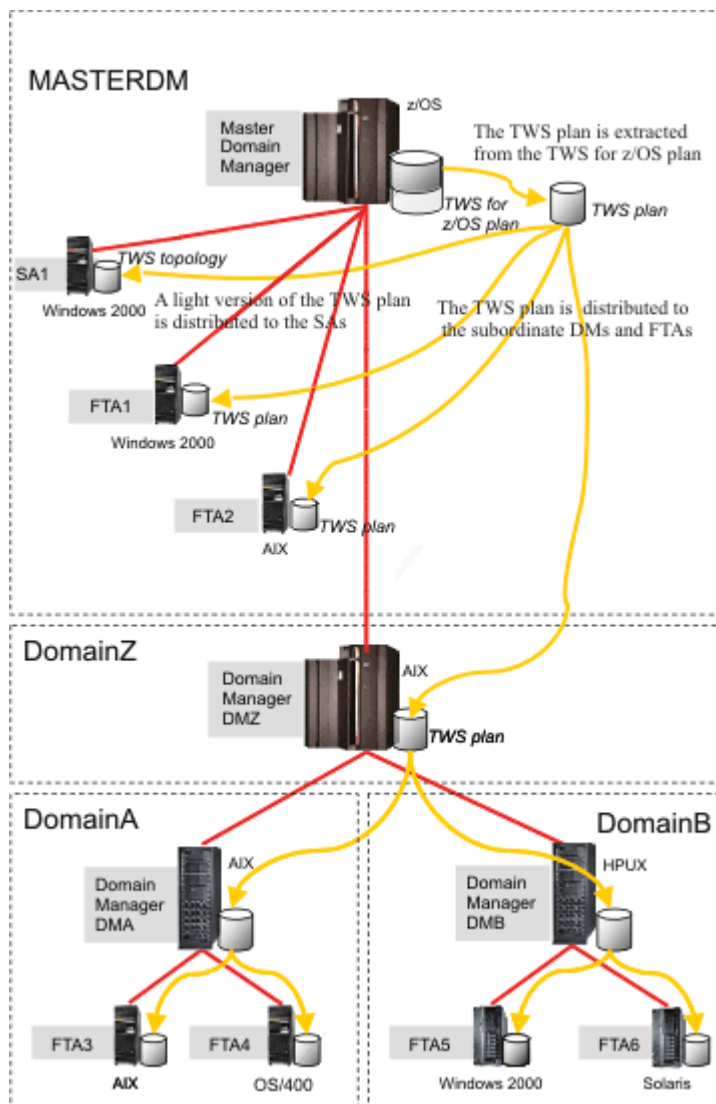 MASTERDM
z/OS
Master
Domain
Manager
The TWS plan is extracted
from the TWS for z/OS plan
TWS for
z/OS plan
TWS plan
TWS topology
SA1
Windows 2000
A light version of the TWS plan
is distributed to the SAs
The TWS plan is distributed to
the subordinate DMs and FTAs
FTA1
TWS plan
Windows 2000
FTA2
TWS plan
AIX
DomainZ
AIX
Domain
Manager
DMZ
TWS plan
DomainA
AIX
Domain
Manager
DMA
FTA3
FTA4
AIX
OS/400
DomainB
HPUX
Domain
Manager
DMB
FTA5
FTA6
Windows 2000
Solaris